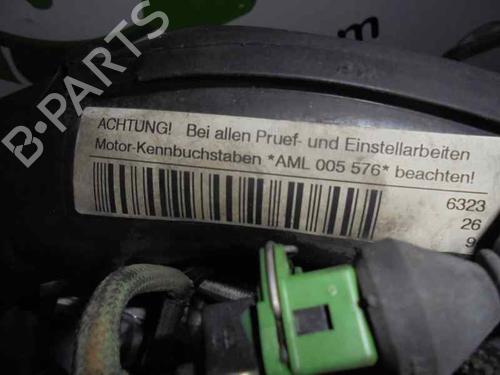 B-PARTS
ACHTUNG! Bei allen Pruef- und Einstellarbeiten
Motor-Kennbuchstaben *AML 005 576* beachten!
6323
26
9